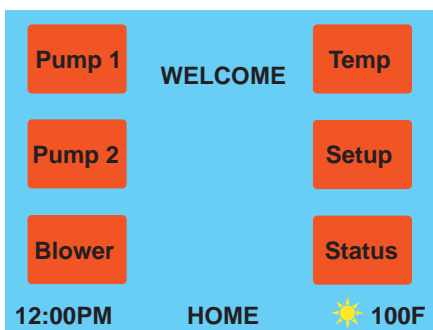 Pump 1
WELCOME
Temp
Pump 2
Setup
Blower
Status
12:00PM
HOME
100F